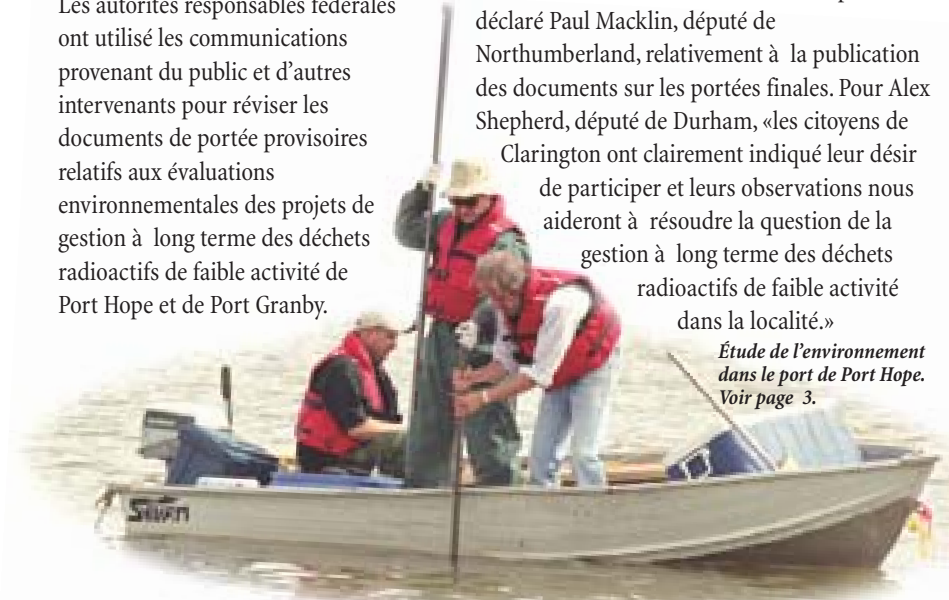 Les autorités responsables fédérales
ont utilisé les communications
provenant du public et d’autres
intervenants pour réviser les
documents de portée provisoires
relatifs aux évaluations
environnementales des projets de
gestion à  long terme des déchets
radioactifs de faible activité de
Port Hope et de Port Granby.
déclaré Paul Macklin, député de
Northumberland, relativement à  la publication
des documents sur les portées finales. Pour Alex
Shepherd, député de Durham, «les citoyens de
Clarington ont clairement indiqué leur désir
de participer et leurs observations nous
aideront à  résoudre la question de la
gestion à  long terme des déchets
radioactifs de faible activité
dans la localité.»
Étude de l’environnement
dans le port de Port Hope.
Voir page  3.